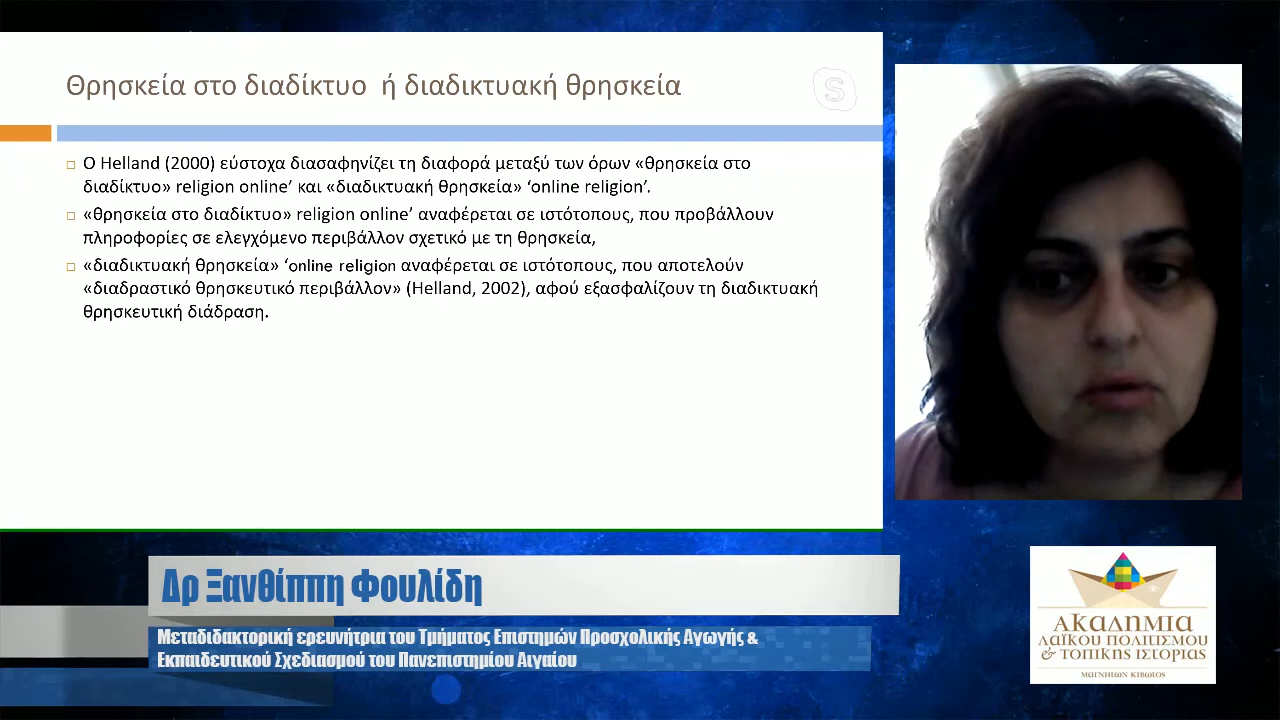 Θρησκεία στο διαδίκτυο ή διαδικτυακή θρησκεία
Ο Helland (2000) εύστοχα διασαφηνίζει τη διαφορά μεταξύ των όρων «θρησκεία στο
διαδίκτυο» religion online’ και «διαδικτυακή θρησκεία» ‘online religion’.
«θρησκεία στο διαδίκτυο» religion online’ αναφέρεται σε ιστότοπους, που προβάλλουν
πληροφορίες σε ελεγχόμενο περιβάλλον σχετικό με τη θρησκεία,
«διαδικτυακή θρησκεία» ‘online religion αναφέρεται σε ιστότοπους, που αποτελούν
«διαδραστικό θρησκευτικό περιβάλλον» (Helland, 2002), αφού εξασφαλίζουν τη διαδικτυακή
θρησκευτική διάδραση.
Δρ Ξανθίππη Φουλίδη
Μεταδιδακτορική ερευνήτρια του Τμήματος Επιστημών Προσχολικής Αγωγής &
Εκπαιδευτικού Σχεδιασμού του Πανεπιστημίου Αιγαίου
ΑΚΑΔΗΜΙΑ
ΛΑΪΚΟΥ ΠΟΛΙΤΙΣΜΟΥ
& ΤΟΠΙΚΗΣ ΙΣΤΟΡΙΑΣ
ΜΑΓΝΗΤΩΝ ΚΙΒΩΤΟΣ